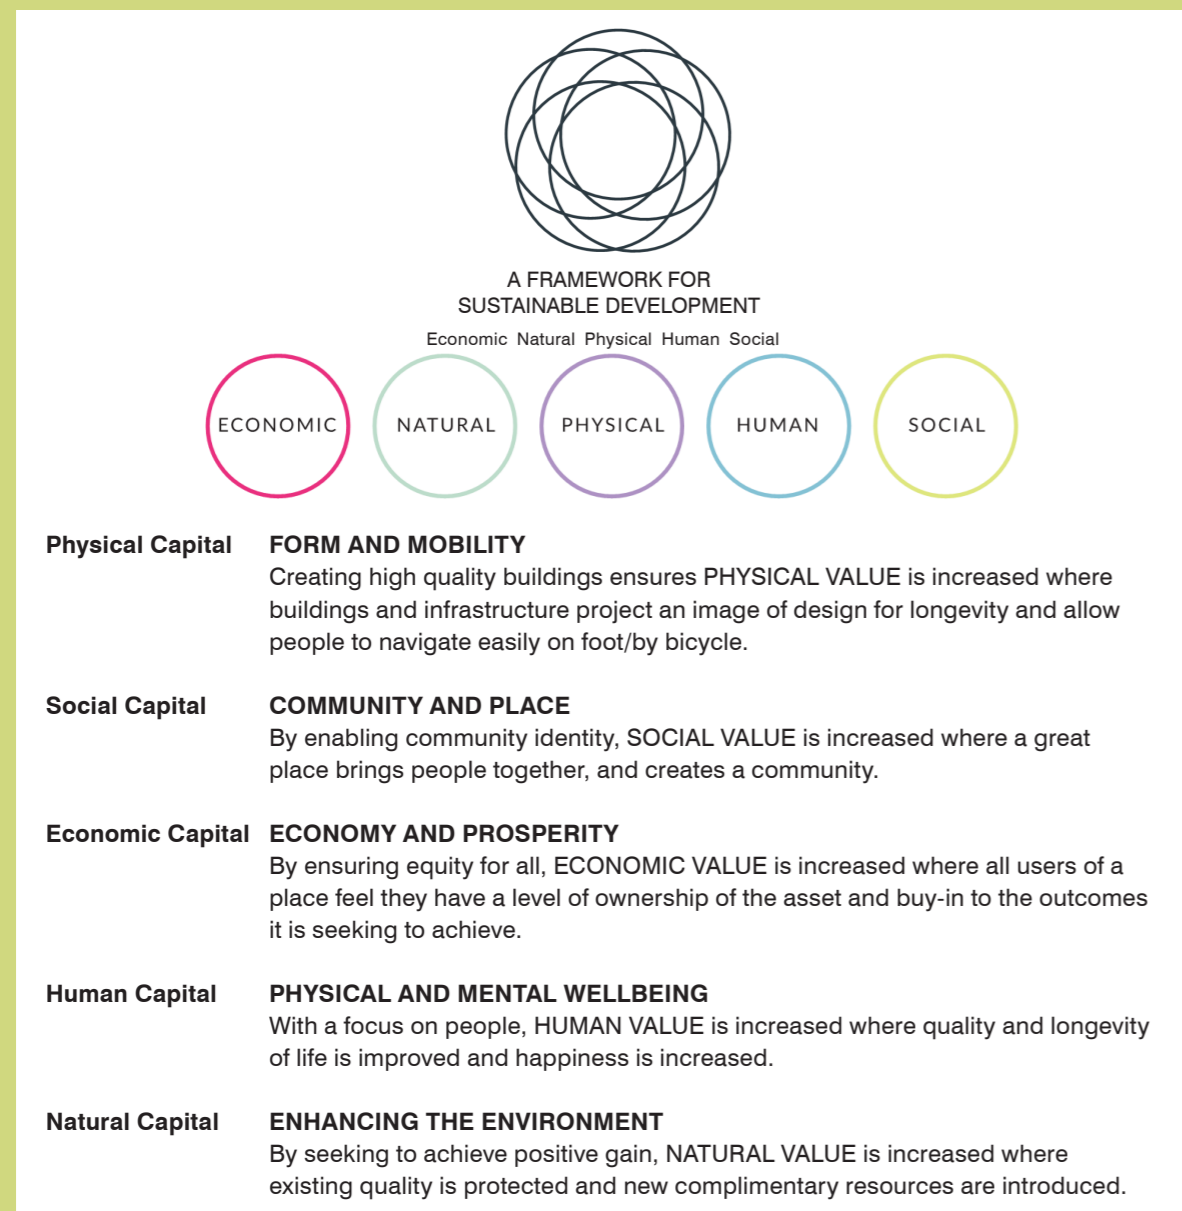 A FRAMEWORK FOR
SUSTAINABLE DEVELOPMENT
Economic Natural Physical Human Social
ECONOMIC
NATURAL
PHYSICAL
HUMAN
SOCIAL
Physical Capital
FORM AND MOBILITY
Creating high quality buildings ensures PHYSICAL VALUE is increased where
buildings and infrastructure project an image of design for longevity and allow
people to navigate easily on foot/by bicycle.
Social Capital
COMMUNITY AND PLACE
By enabling community identity, SOCIAL VALUE is increased where a great
place brings people together, and creates a community.
Economic Capital
ECONOMY AND PROSPERITY
By ensuring equity for all, ECONOMIC VALUE is increased where all users of a
place feel they have a level of ownership of the asset and buy-in to the outcomes
it is seeking to achieve.
Human Capital
PHYSICAL AND MENTAL WELLBEING
With a focus on people, HUMAN VALUE is increased where quality and longevity
of life is improved and happiness is increased.
Natural Capital
ENHANCING THE ENVIRONMENT
By seeking to achieve positive gain, NATURAL VALUE is increased where
existing quality is protected and new complimentary resources are introduced.